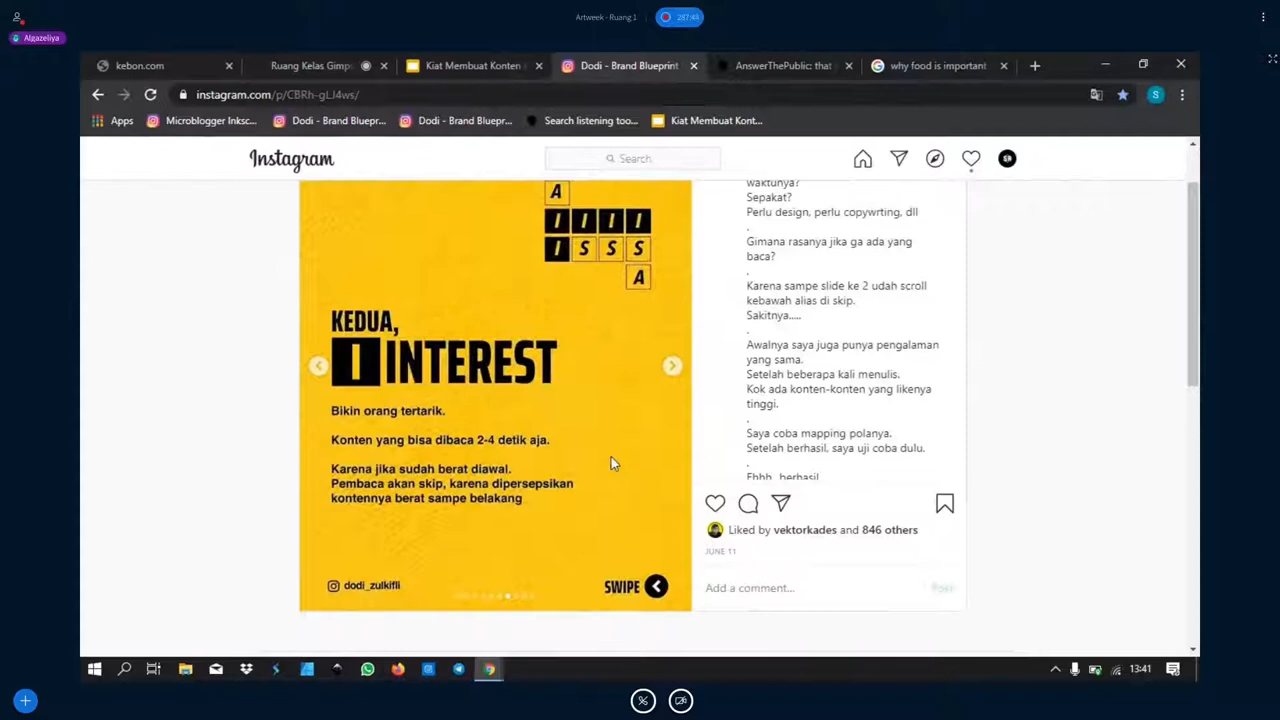 Artweek - Ruang 1
287:43
Algazeliya
kebon.com
Ruang Kelas Gimp
Kiat Membuat Konten
Dodi - Brand Blueprint
AnswerThePublic: that
why food is important
instagram.com/p/CBRh-gLJ4ws/
S
Apps
Microblogger Inksc...
Dodi - Brand Bluepr...
Dodi - Brand Bluepr...
Search listening too...
Kiat Membuat Kont...
Instagram
Search
A
I I I I
I S S S
A
KEDUA,
I INTEREST
Bikin orang tertarik.
Konten yang bisa dibaca 2-4 detik aja.
Karena jika sudah berat diawal.
Pembaca akan skip, karena dipersepsikan
kontennya berat sampe belakang
dodi_zulkifli
SWIPE
waktunya?
Sepakat?
Perlu design, perlu copywrting, dll
.
Gimana rasanya jika ga ada yang
baca?
.
Karena sampe slide ke 2 udah scroll
kebawah alias di skip.
Sakitnya.....
.
Awalnya saya juga punya pengalaman
yang sama.
Setelah beberapa kali menulis.
Kok ada konten-konten yang likenya
tinggi.
.
Saya coba mapping polanya.
Setelah berhasil, saya uji coba dulu.
.
Ehhh.. berhasil
Liked by vektorkades and 846 others
JUNE 11
Add a comment...
Post
13:41